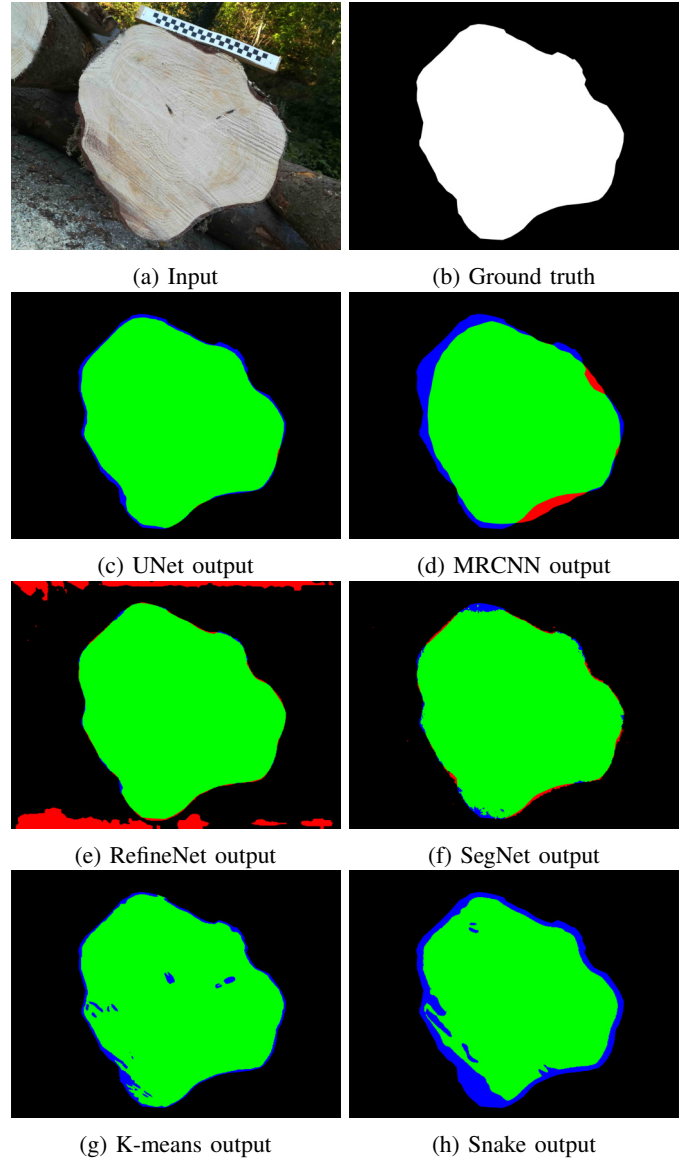 (a) Input
(b) Ground truth
(c) UNet output
(d) MRCNN output
(e) RefineNet output
(f) SegNet output
(g) K-means output
(h) Snake output